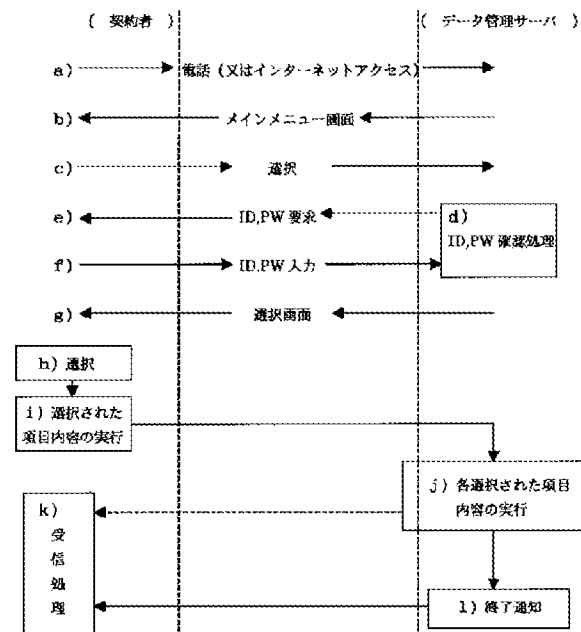 ( 契約者 ) ( データ管理サーバ )
a) 電話 (又はインターネットアクセス)
b) メインメニュー画面
c) 選択
e) ID,PW 要求
d)
ID,PW 確認処理
f) ID,PW 入力
g) 選択画面
h) 選択
i) 選択された
項目内容の実行
j) 各選択された項目
内容の実行
k)
受
信
処
理
l) 終了通知